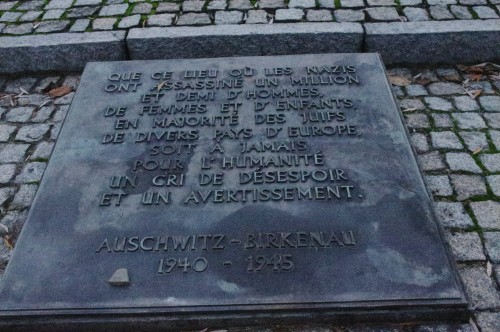 QUE CE LIEU OÙ LES NAZIS
ONT ASSASSINÉ UN MILLION
ET DEMI D'HOMMES,
DE FEMMES ET D'ENFANTS,
EN MAJORITÉ DES JUIFS
DE DIVERS PAYS D'EUROPE,
SOIT À JAMAIS
POUR L'HUMANITÉ
UN CRI DE DÉSESPOIR
ET UN AVERTISSEMENT.
AUSCHWITZ - BIRKENAU
1940 - 1945